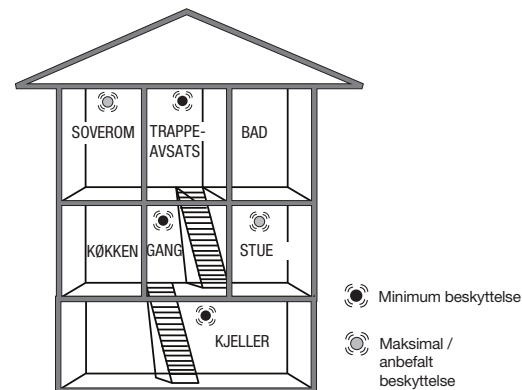 SOVEROM
TRAPPE-
AVSATS
BAD
KØKKEN
GANG
STUE
KJELLER
Minimum beskyttelse
Maksimal /
anbefalt
beskyttelse